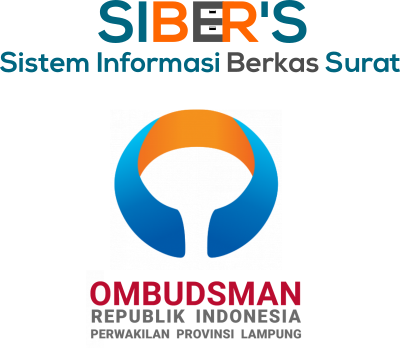 SIBER'S
Sistem Informasi Berkas Surat
OMBUDSMAN
REPUBLIK INDONESIA
PERWAKILAN PROVINSI LAMPUNG